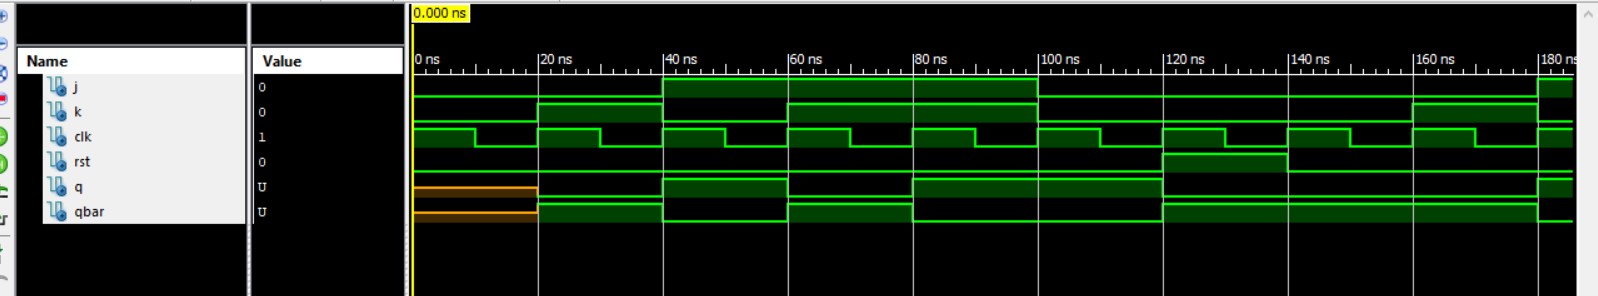 0.000 ns
Name Value 0 ns 20 ns 40 ns 60 ns 80 ns 100 ns 120 ns 140 ns 160 ns 180 ns
j 0
k 0
clk 1
rst 0
q U
qbar U